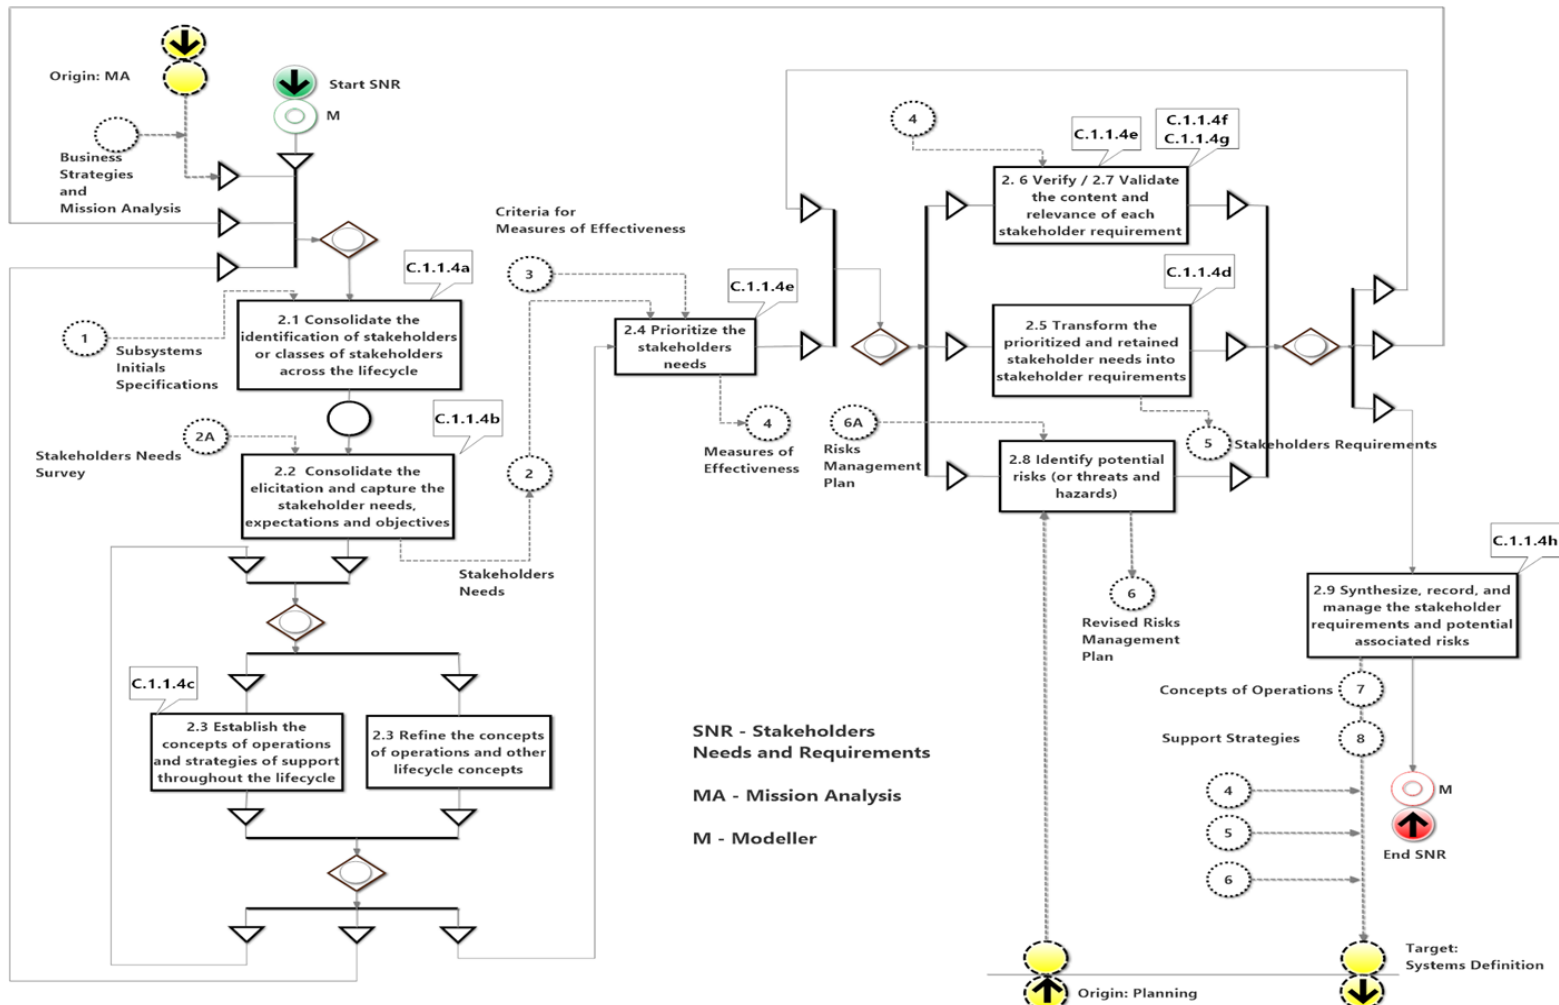 Origin: MA
Start SNR
M
Business
Strategies
and
Mission Analysis
C.1.1.4a
1
Subsystems
Initials
Specifications
2.1 Consolidate the
identification of stakeholders
or classes of stakeholders
across the lifecycle
2A
Stakeholders Needs
Survey
C.1.1.4b
2.2 Consolidate the
elicitation and capture the
stakeholder needs,
expectations and objectives
Stakeholders
Needs
2
C.1.1.4c
2.3 Establish the
concepts of operations
and strategies of support
throughout the lifecycle
2.3 Refine the concepts
of operations and other
lifecycle concepts
Criteria for
Measures of Effectiveness
3
C.1.1.4e
2.4 Prioritize the
stakeholders
needs
4
Measures of
Effectiveness
4
C.1.1.4e
C.1.1.4f
C.1.1.4g
2. 6 Verify / 2.7 Validate
the content and
relevance of each
stakeholder requirement
C.1.1.4d
2.5 Transform the
prioritized and retained
stakeholder needs into
stakeholder requirements
5
Stakeholders Requirements
6A
Risks
Management
Plan
2.8 Identify potential
risks (or threats and
hazards)
6
Revised Risks
Management
Plan
C.1.1.4h
2.9 Synthesize, record, and
manage the stakeholder
requirements and potential
associated risks
Concepts of Operations
7
Support Strategies
8
4
5
6
M
End SNR
SNR - Stakeholders
Needs and Requirements
MA - Mission Analysis
M - Modeller
Target:
Systems Definition
Origin: Planning